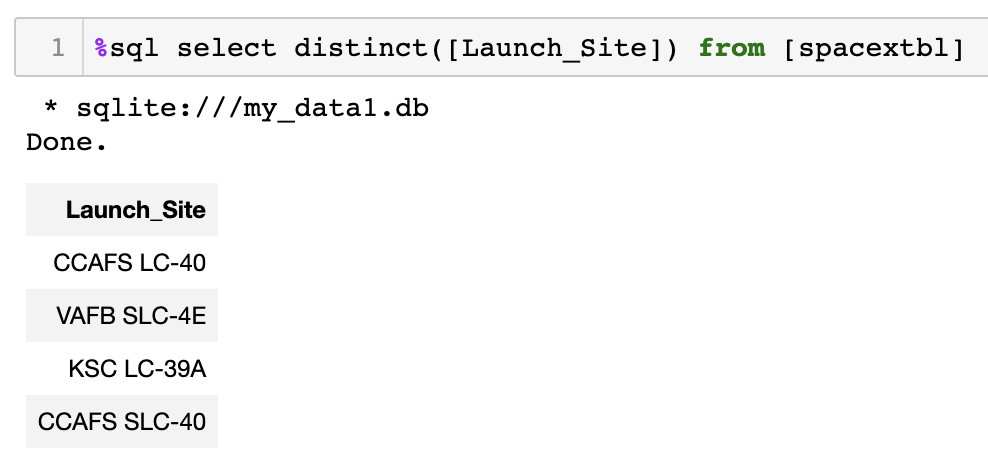 1 %sql select distinct([Launch_Site]) from [spacextbl]
* sqlite:///my_data1.db
Done.
Launch_Site
CCAFS LC-40
VAFB SLC-4E
KSC LC-39A
CCAFS SLC-40